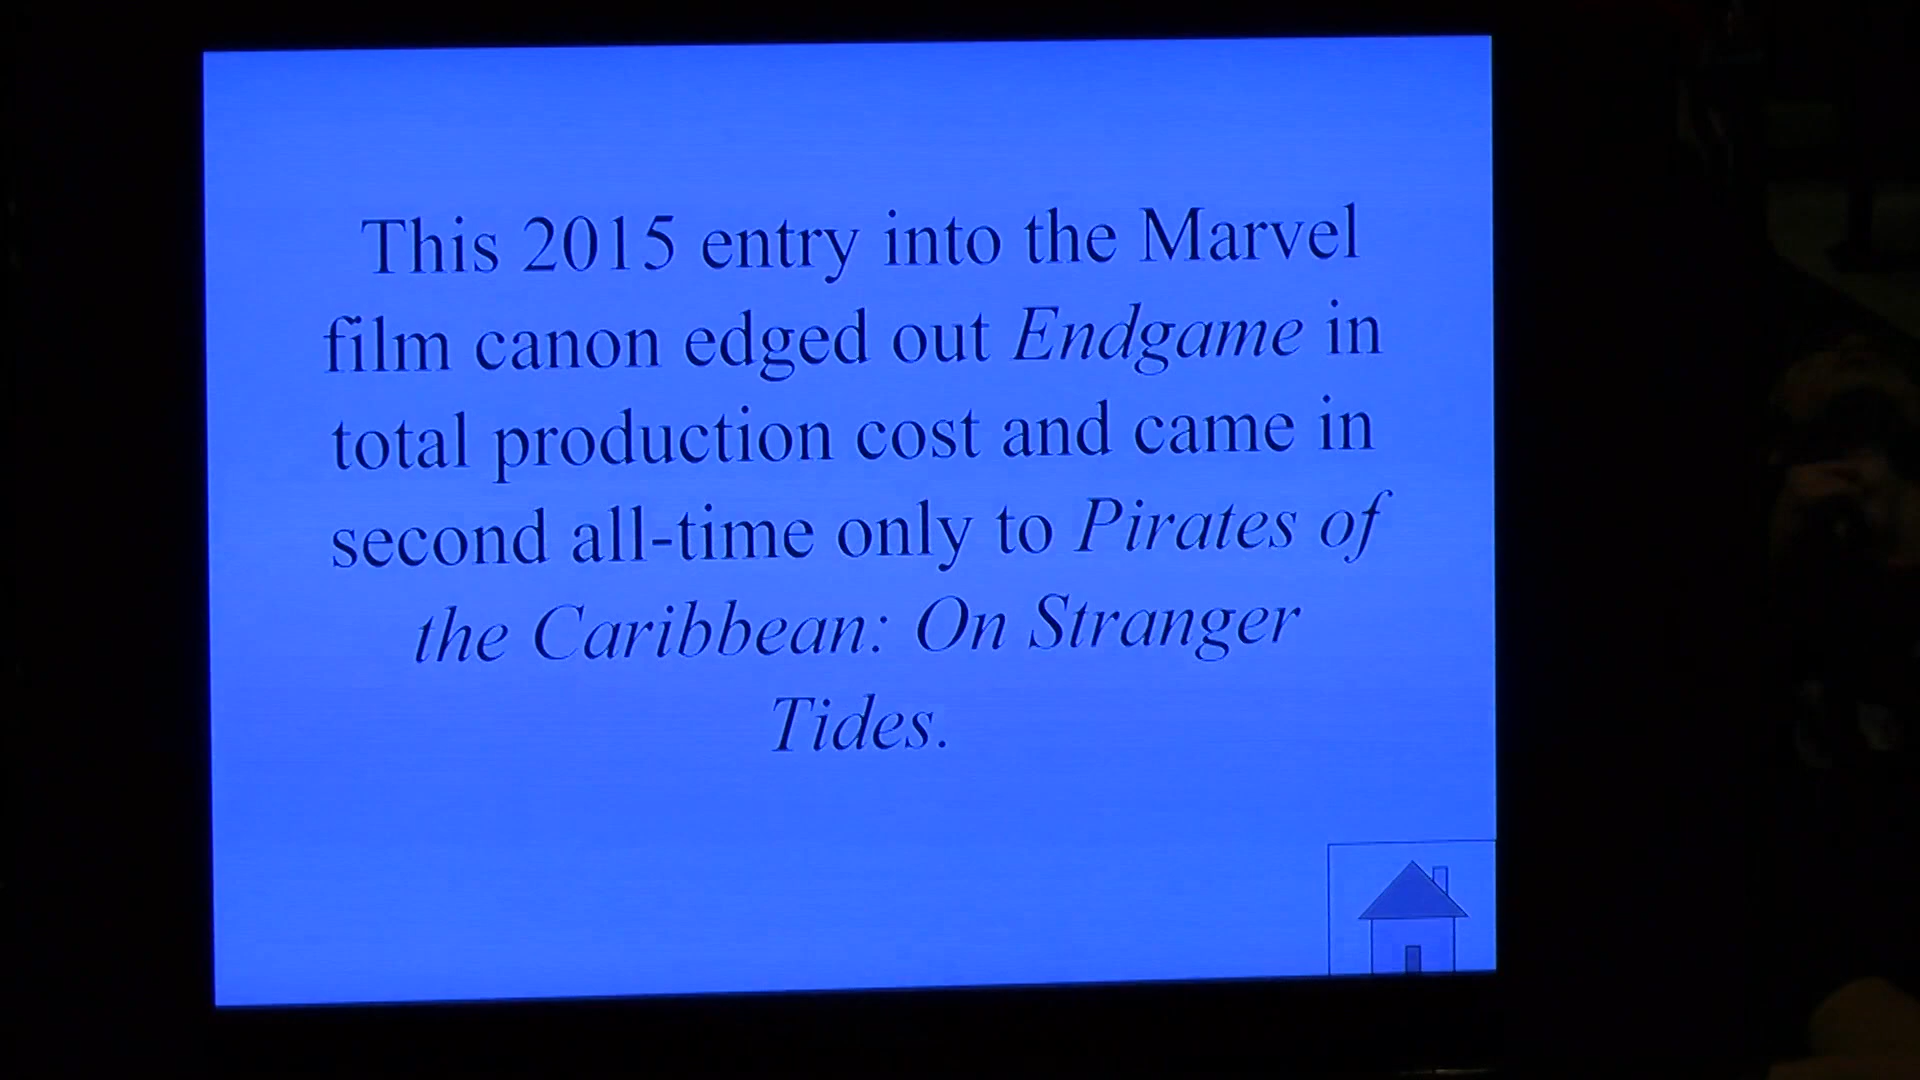 This 2015 entry into the Marvel
film canon edged out Endgame in
total production cost and came in
second all-time only to Pirates of
the Caribbean: On Stranger
Tides.